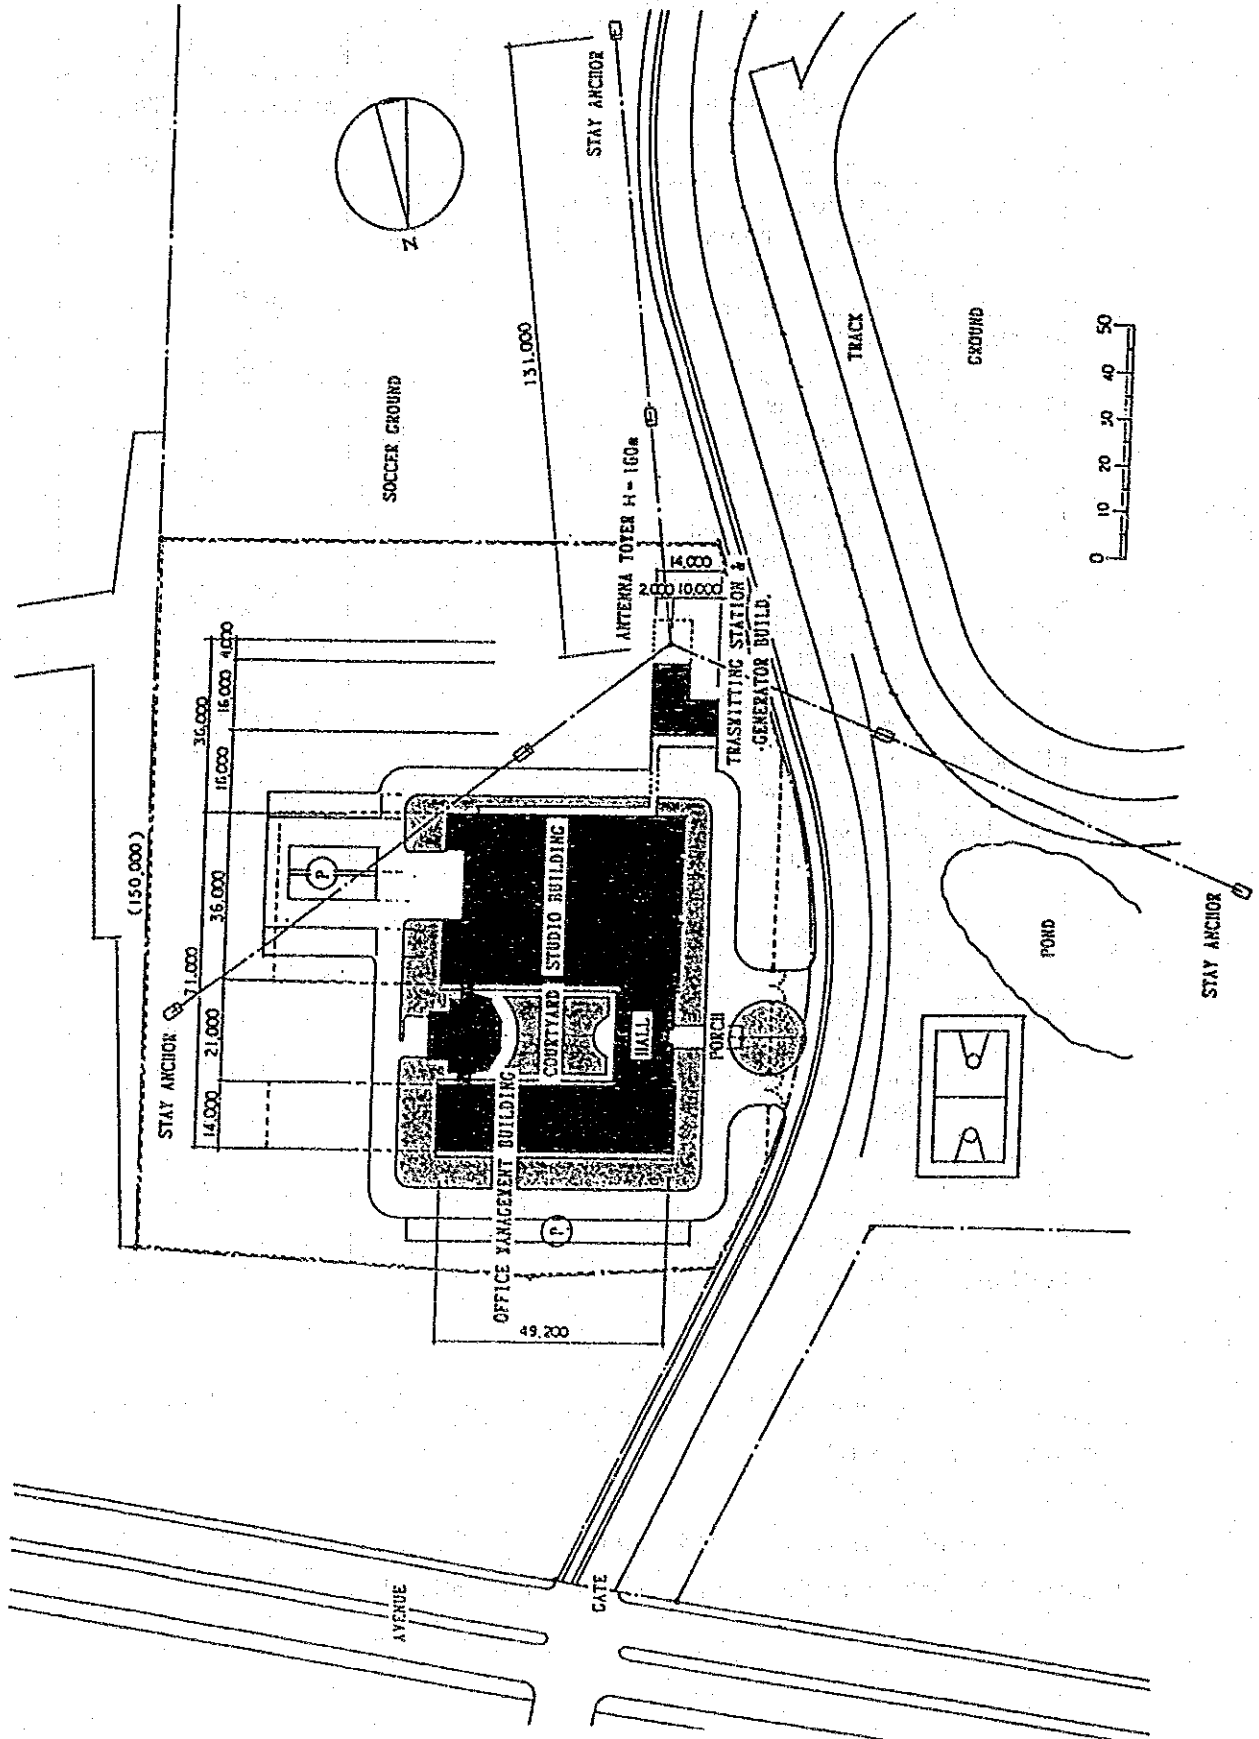 STAY ANCHOR
N
131,000
SOCCER GROUND
TRACK
GROUND
0 10 20 30 40 50
ANTENNA TOYER H=160m
14,000
2,000 10,000
TRASMITTING STATION &
GENERATOR BUILD.
36,000
16,000 16,000 4,000
(150,000)
71,000
14,000 21,000 36,000
P
STAY ANCHOR
STUDIO BUILDING
COURTYARD
HALL
PORCH
OFFICE MANAGEMENT BUILDING
P
49,200
POND
STAY ANCHOR
AVENUE
GATE